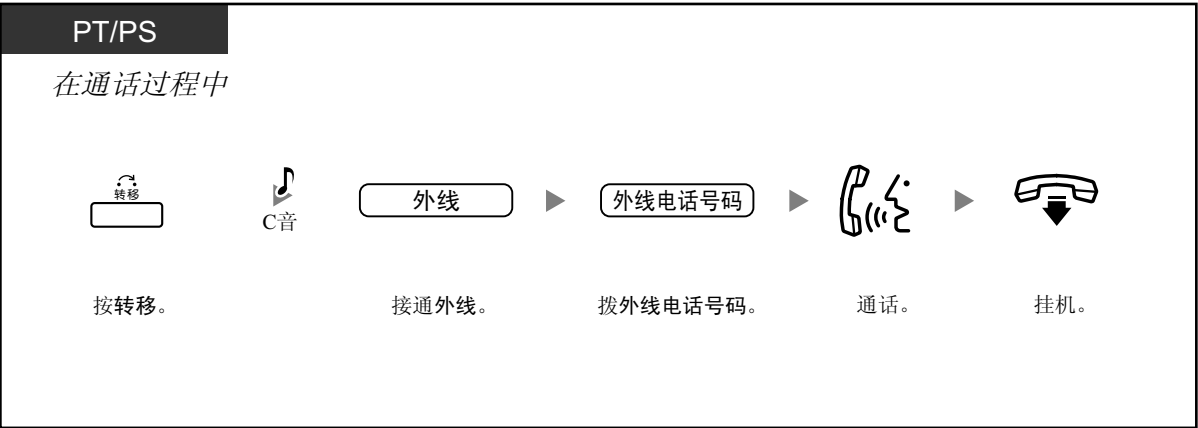 PT/PS
在通话过程中
转移
C音
外线
外线电话号码
按转移。
接通外线。
拨外线电话号码。
通话。
挂机。